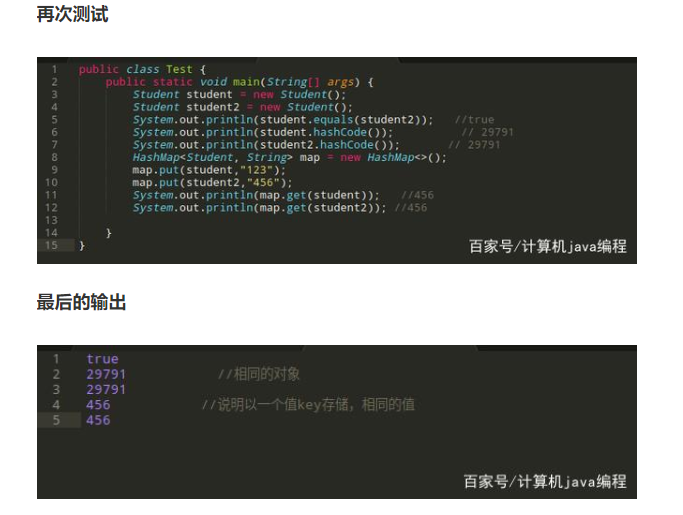 再次测试
1 public class Test {
2 public static void main(String[] args) {
3 Student student = new Student();
4 Student student2 = new Student();
5 System.out.println(student.equals(student2)); //true
6 System.out.println(student.hashCode()); // 29791
7 System.out.println(student2.hashCode()); // 29791
8 HashMap<Student, String> map = new HashMap<>();
9 map.put(student,"123");
10 map.put(student2,"456");
11 System.out.println(map.get(student)); //456
12 System.out.println(map.get(student2)); //456
13
14 }
15 }
百家号/计算机java编程
最后的输出
1 true
2 29791 //相同的对象
3 29791
4 456 //说明以一个值key存储，相同的值
5 456
百家号/计算机java编程